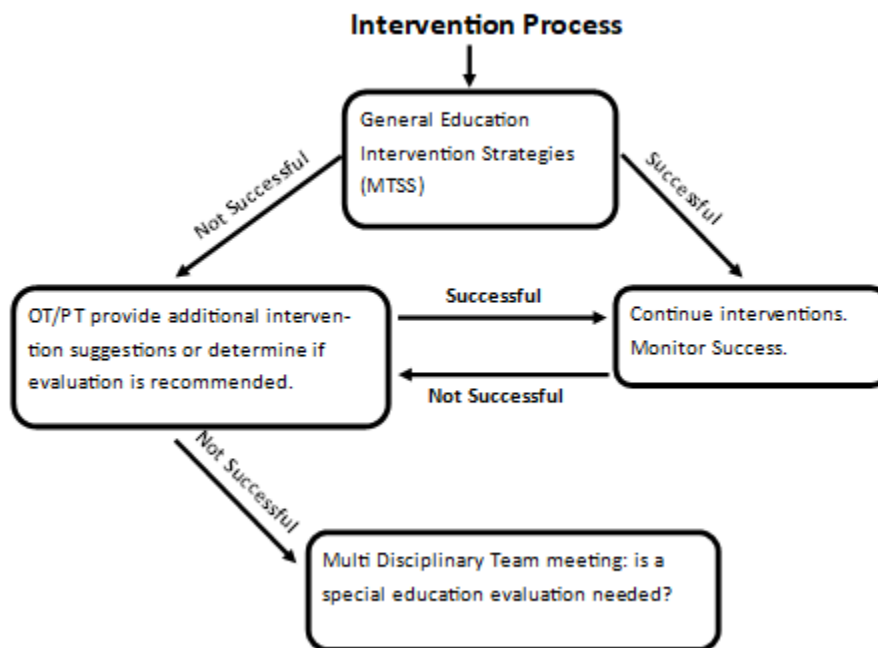 Intervention Process
General Education
Intervention Strategies
(MTSS)
Not Successful
Successful
OT/PT provide additional interven-
tion suggestions or determine if
evaluation is recommended.
Successful
Not Successful
Continue interventions.
Monitor Success.
Not Successful
Multi Disciplinary Team meeting: is a
special education evaluation needed?